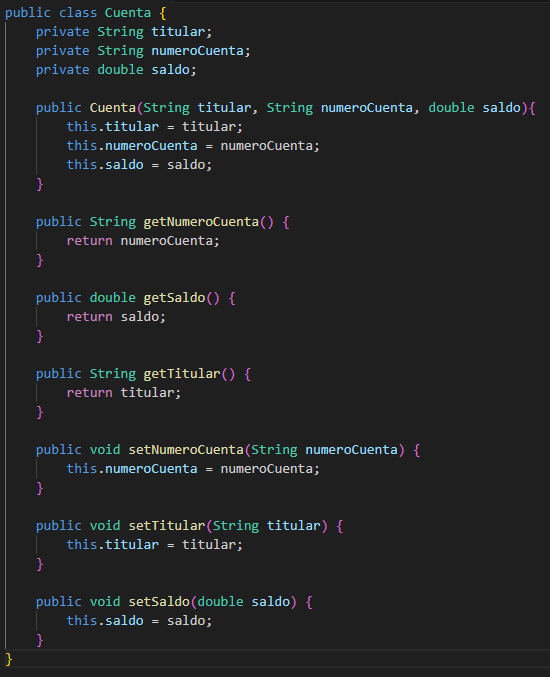 public class Cuenta {
    private String titular;
    private String numeroCuenta;
    private double saldo;

    public Cuenta(String titular, String numeroCuenta, double saldo){
        this.titular = titular;
        this.numeroCuenta = numeroCuenta;
        this.saldo = saldo;
    }

    public String getNumeroCuenta() {
        return numeroCuenta;
    }

    public double getSaldo() {
        return saldo;
    }

    public String getTitular() {
        return titular;
    }

    public void setNumeroCuenta(String numeroCuenta) {
        this.numeroCuenta = numeroCuenta;
    }

    public void setTitular(String titular) {
        this.titular = titular;
    }

    public void setSaldo(double saldo) {
        this.saldo = saldo;
    }
}